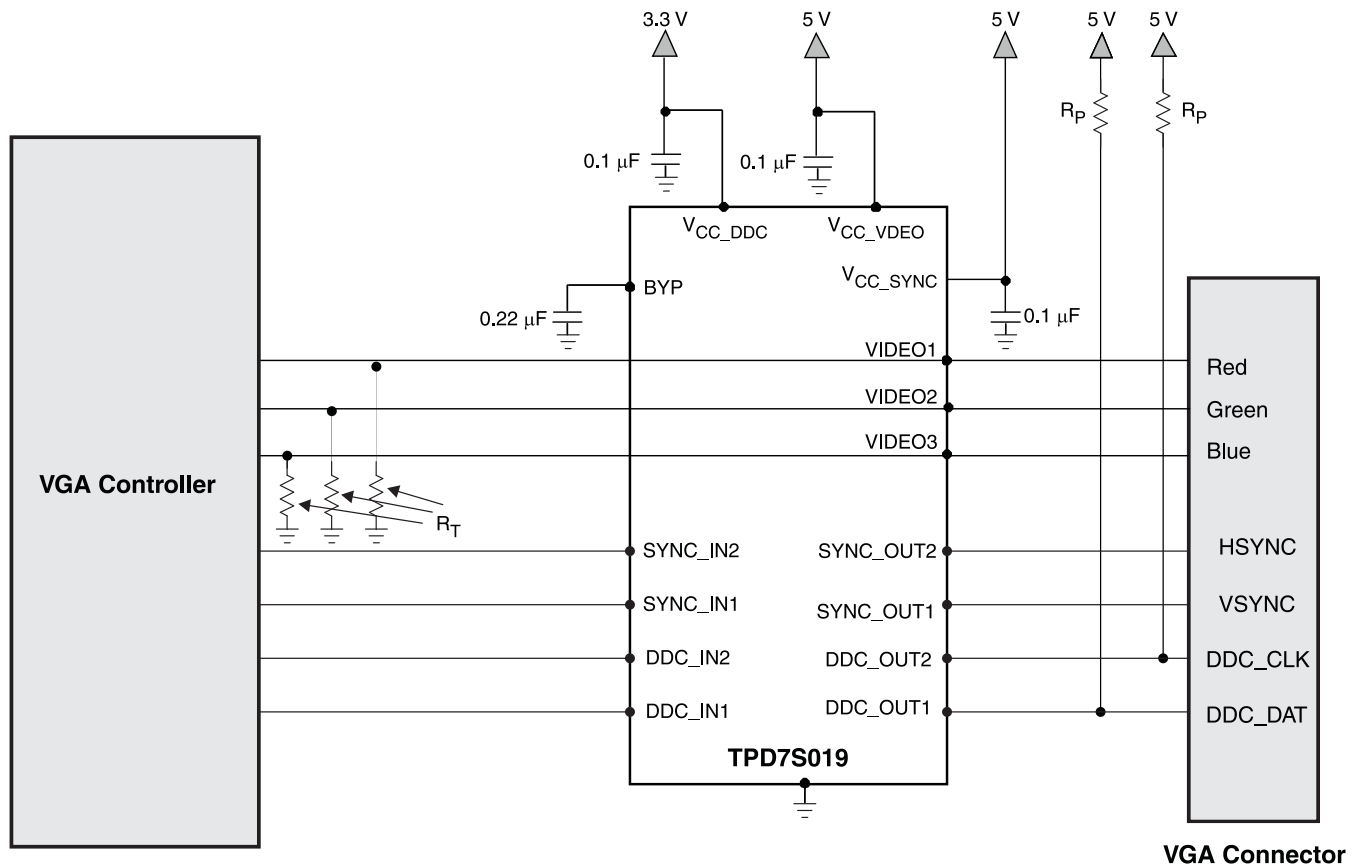 3.3 V
5 V
5 V
5 V
5 V
R_P
R_P
0.1 μF
0.1 μF
V_CC_DDC
V_CC_VDEO
V_CC_SYNC
BYP
0.22 μF
0.1 μF
VIDEO1
Red
VIDEO2
Green
VIDEO3
Blue
VGA Controller
R_T
SYNC_IN2
SYNC_OUT2
HSYNC
SYNC_IN1
SYNC_OUT1
VSYNC
DDC_IN2
DDC_OUT2
DDC_CLK
DDC_IN1
DDC_OUT1
DDC_DAT
TPD7S019
VGA Connector